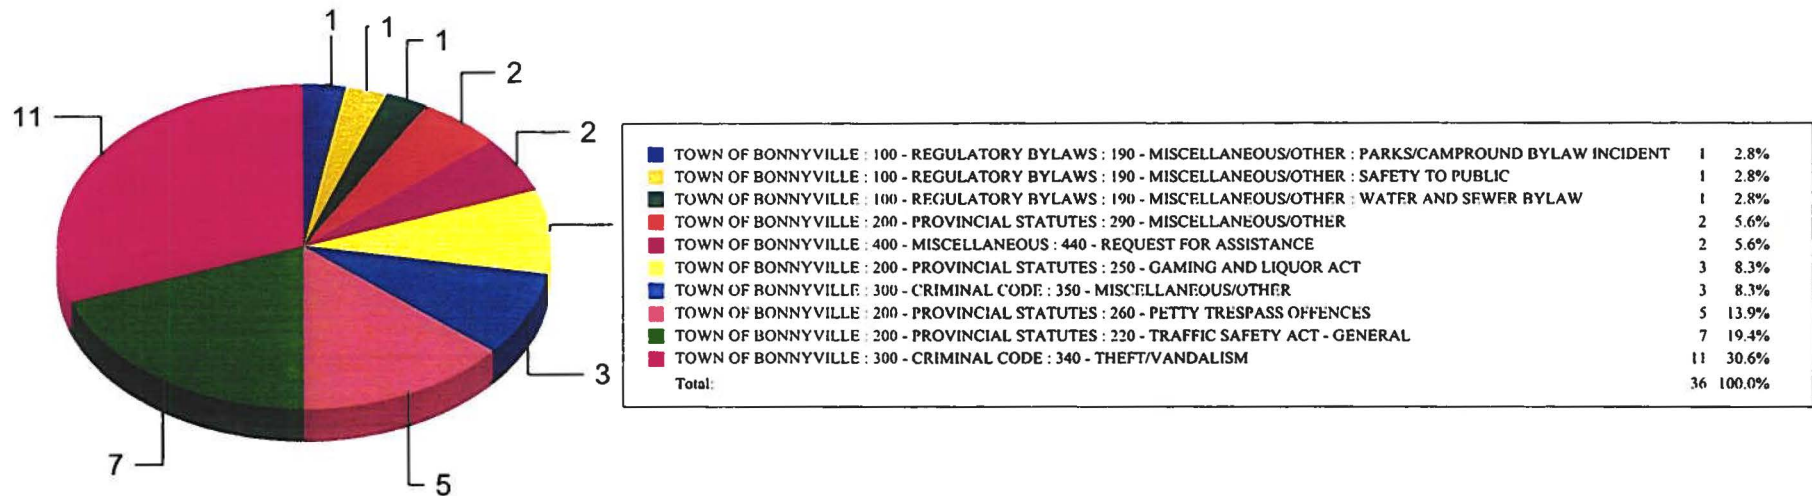 1
1
1
2
2
11
3
7
5
TOWN OF BONNYVILLE : 100 - REGULATORY BYLAWS : 190 - MISCELLANEOUS/OTHER : PARKS/CAMPROUND BYLAW INCIDENT 1 2.8%
TOWN OF BONNYVILLE : 100 - REGULATORY BYLAWS : 190 - MISCELLANEOUS/OTHER : SAFETY TO PUBLIC 1 2.8%
TOWN OF BONNYVILLE : 100 - REGULATORY BYLAWS : 190 - MISCELLANEOUS/OTHER : WATER AND SEWER BYLAW 1 2.8%
TOWN OF BONNYVILLE : 200 - PROVINCIAL STATUTES : 290 - MISCELLANEOUS/OTHER 2 5.6%
TOWN OF BONNYVILLE : 400 - MISCELLANEOUS : 440 - REQUEST FOR ASSISTANCE 2 5.6%
TOWN OF BONNYVILLE : 200 - PROVINCIAL STATUTES : 250 - GAMING AND LIQUOR ACT 3 8.3%
TOWN OF BONNYVILLE : 300 - CRIMINAL CODE : 350 - MISCELLANEOUS/OTHER 3 8.3%
TOWN OF BONNYVILLE : 200 - PROVINCIAL STATUTES : 260 - PETTY TRESPASS OFFENCES 5 13.9%
TOWN OF BONNYVILLE : 200 - PROVINCIAL STATUTES : 220 - TRAFFIC SAFETY ACT - GENERAL 7 19.4%
TOWN OF BONNYVILLE : 300 - CRIMINAL CODE : 340 - THEFT/VANDALISM 11 30.6%
Total: 36 100.0%